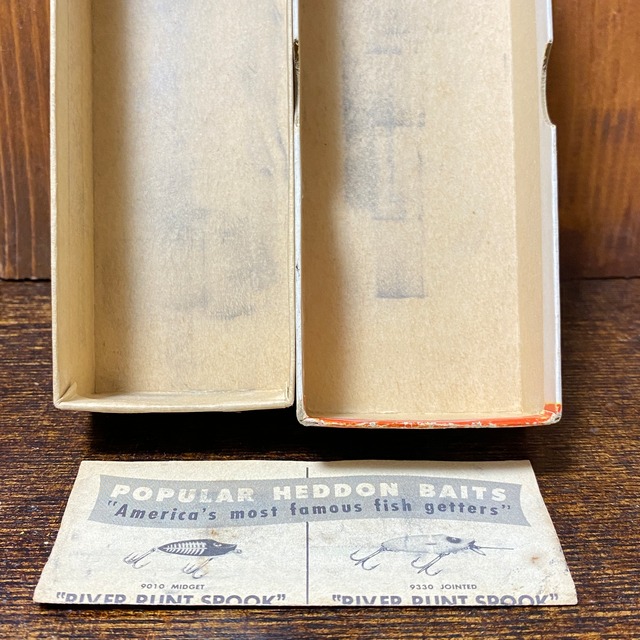 POPULAR HEDDON BAITS
"America's most famous fish getters"
9010 MIDGET
"RIVER RUNT SPOOK"
9330 JOINTED
"RIVER RUNT SPOOK"